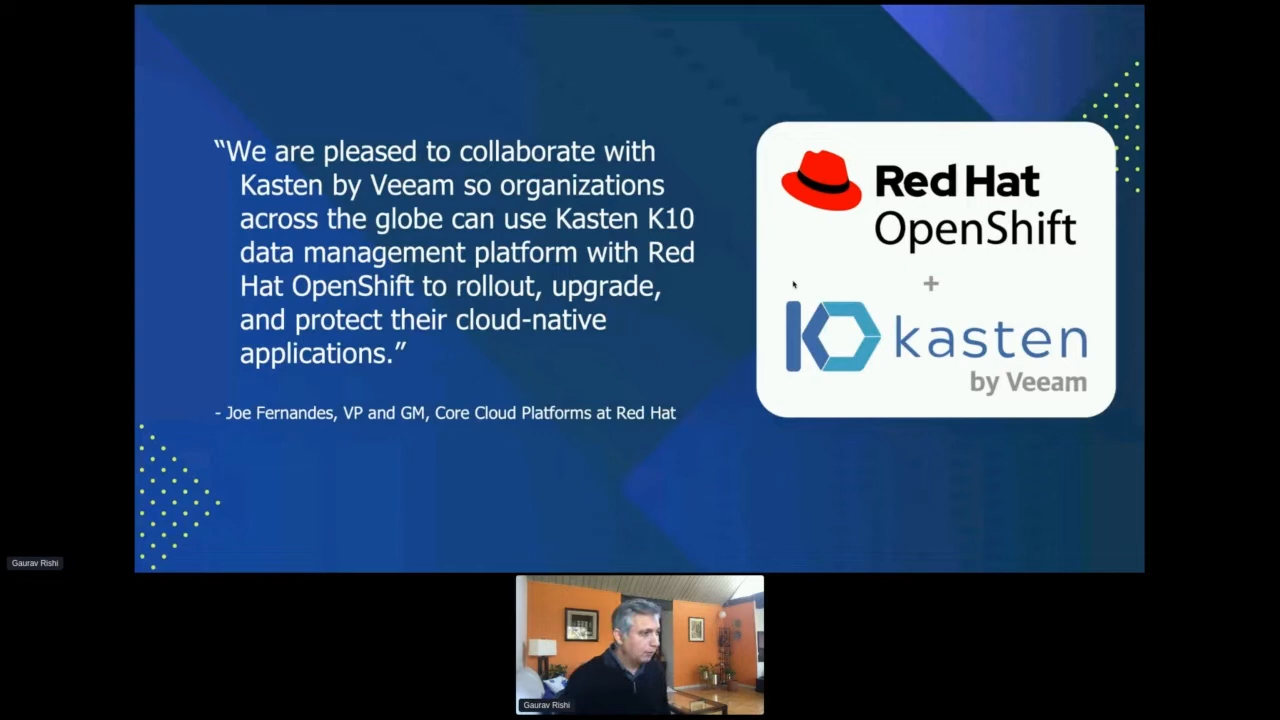 “We are pleased to collaborate with
Kasten by Veeam so organizations
across the globe can use Kasten K10
data management platform with Red
Hat OpenShift to rollout, upgrade,
and protect their cloud-native
applications.”
- Joe Fernandes, VP and GM, Core Cloud Platforms at Red Hat
Red Hat
OpenShift
+
K
kasten
by Veeam
Gaurav Rishi
Gaurav Rishi